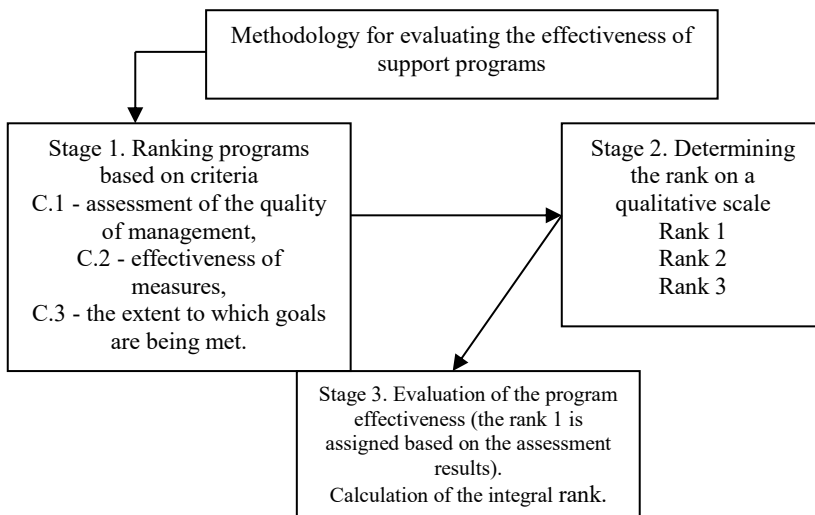 Methodology for evaluating the effectiveness of
support programs
Stage 1. Ranking programs
based on criteria
C.1 - assessment of the quality
of management,
C.2 - effectiveness of
measures,
C.3 - the extent to which goals
are being met.
Stage 2. Determining
the rank on a
qualitative scale
Rank 1
Rank 2
Rank 3
Stage 3. Evaluation of the program
effectiveness (the rank 1 is
assigned based on the assessment
results).
Calculation of the integral rank.